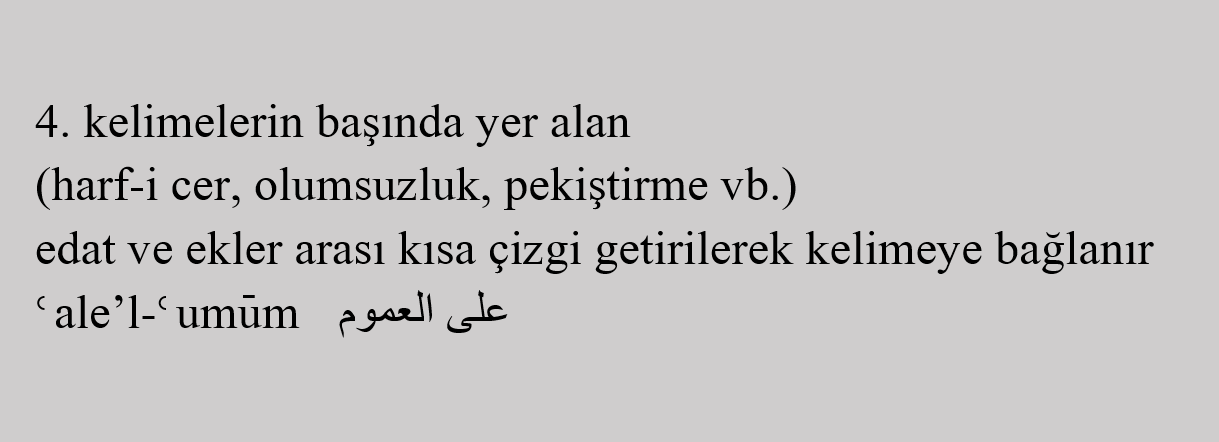 4. kelimelerin başında yer alan
(harf-i cer, olumsuzluk, pekiştirme vb.)
edat ve ekler arası kısa çizgi getirilerek kelimeye bağlanır
ʿale’l-ʿumūm على العموم